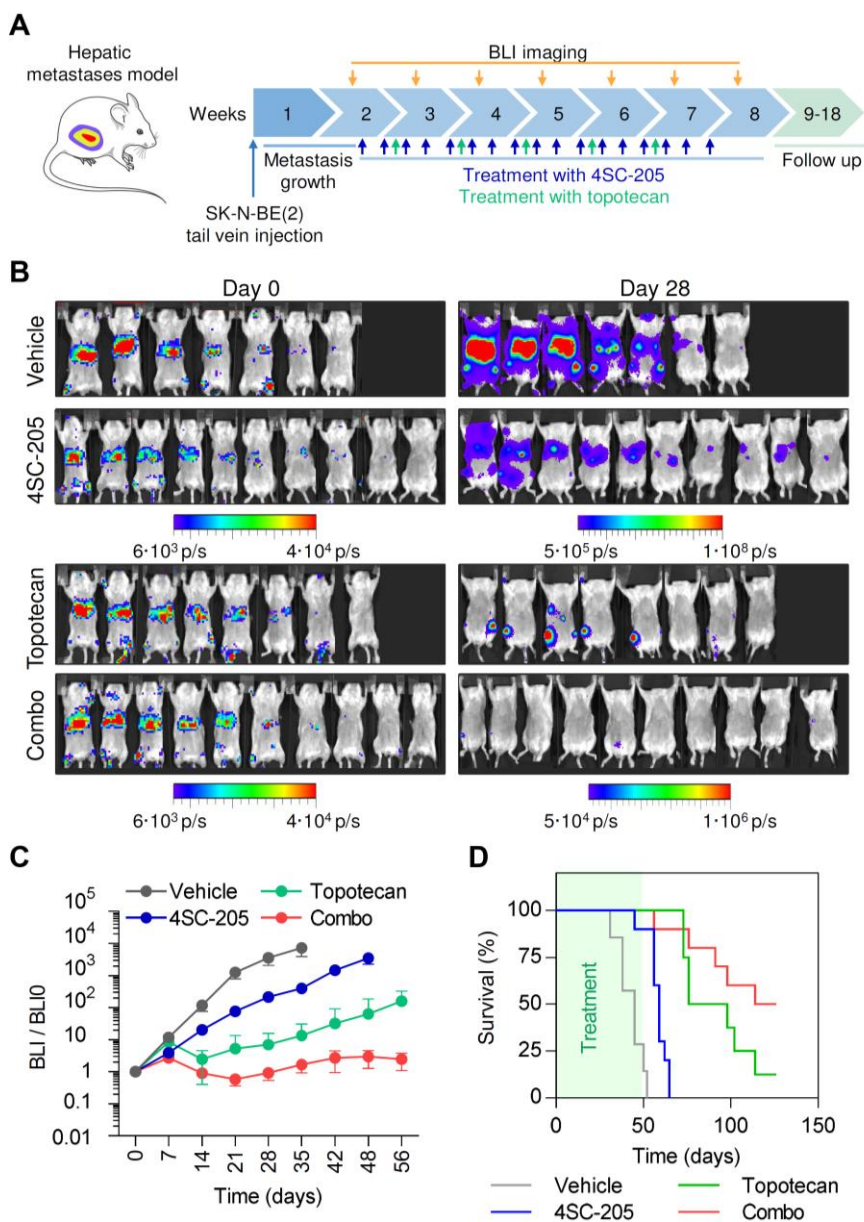 A
Hepatic
metastases model
BLI imaging
Weeks
1
2
3
4
5
6
7
8
9-18
Metastasis
growth
Treatment with 4SC-205
Treatment with topotecan
Follow up
SK-N-BE(2)
tail vein injection
B
Day 0
Day 28
Vehicle
4SC-205
6·10³ p/s
4·10⁴ p/s
5·10⁵ p/s
1·10⁸ p/s
Topotecan
Combo
6·10³ p/s
4·10⁴ p/s
5·10⁴ p/s
1·10⁶ p/s
C
Vehicle
Topotecan
4SC-205
Combo
BLI / BLI0
10⁵
10⁴
10³
10²
10
1
0.1
0.01
0
7
14
21
28
35
42
48
56
Time (days)
D
Survival (%)
100
75
50
25
0
Treatment
0
50
100
150
Time (days)
Vehicle
Topotecan
4SC-205
Combo